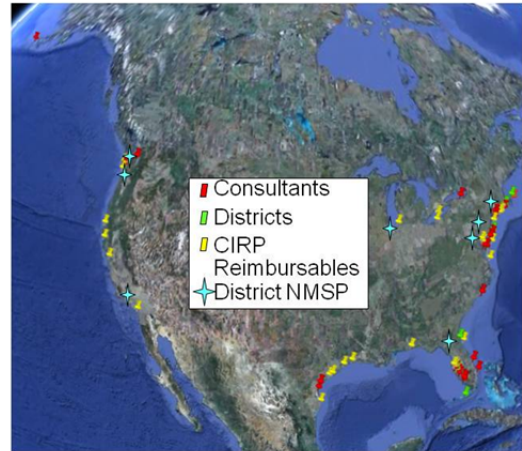 Consultants
Districts
CIRP
Reimbursables
District NMSP